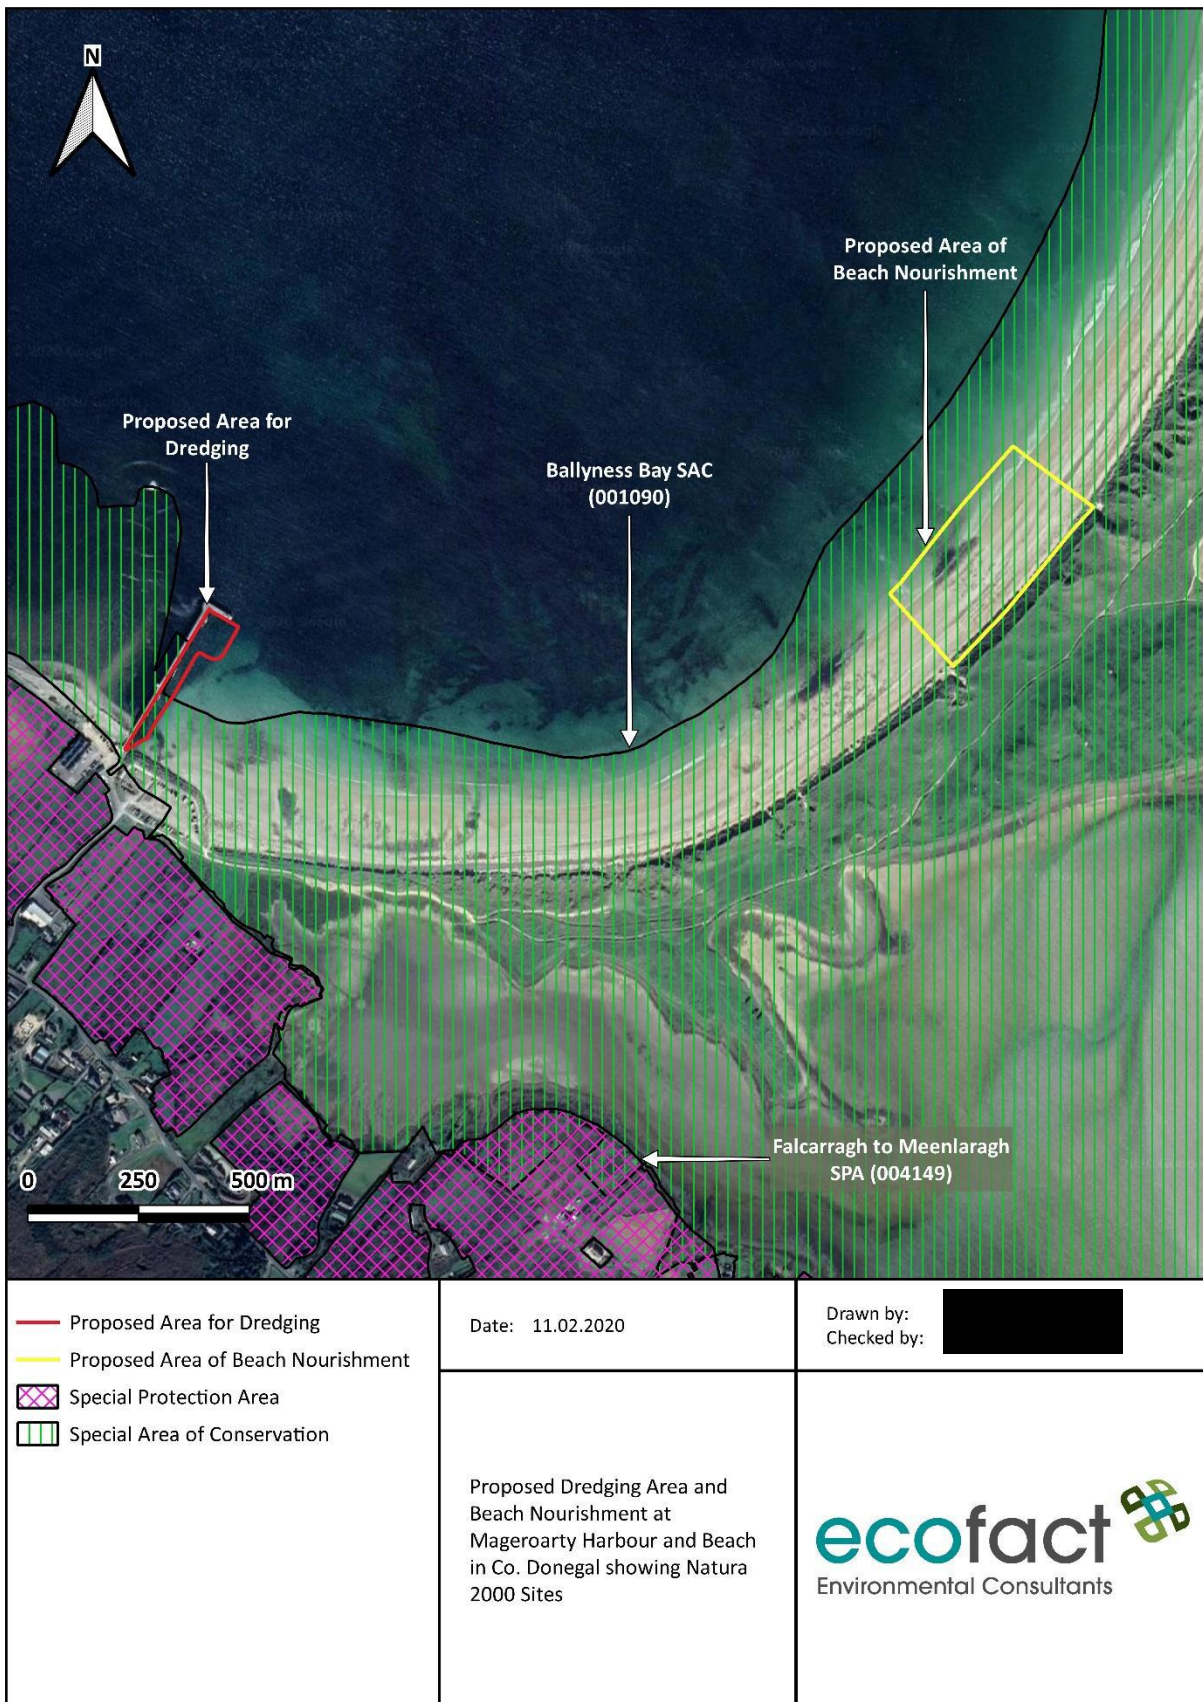 N
Proposed Area of
Beach Nourishment
Proposed Area for
Dredging
Ballyness Bay SAC
(001090)
Falcarragh to Meenlaragh
SPA (004149)
0 250 500 m
Proposed Area for Dredging
Proposed Area of Beach Nourishment
Special Protection Area
Special Area of Conservation
Date: 11.02.2020
Drawn by:
Checked by:
Proposed Dredging Area and
Beach Nourishment at
Mageroarty Harbour and Beach
in Co. Donegal showing Natura
2000 Sites
ecofact
Environmental Consultants